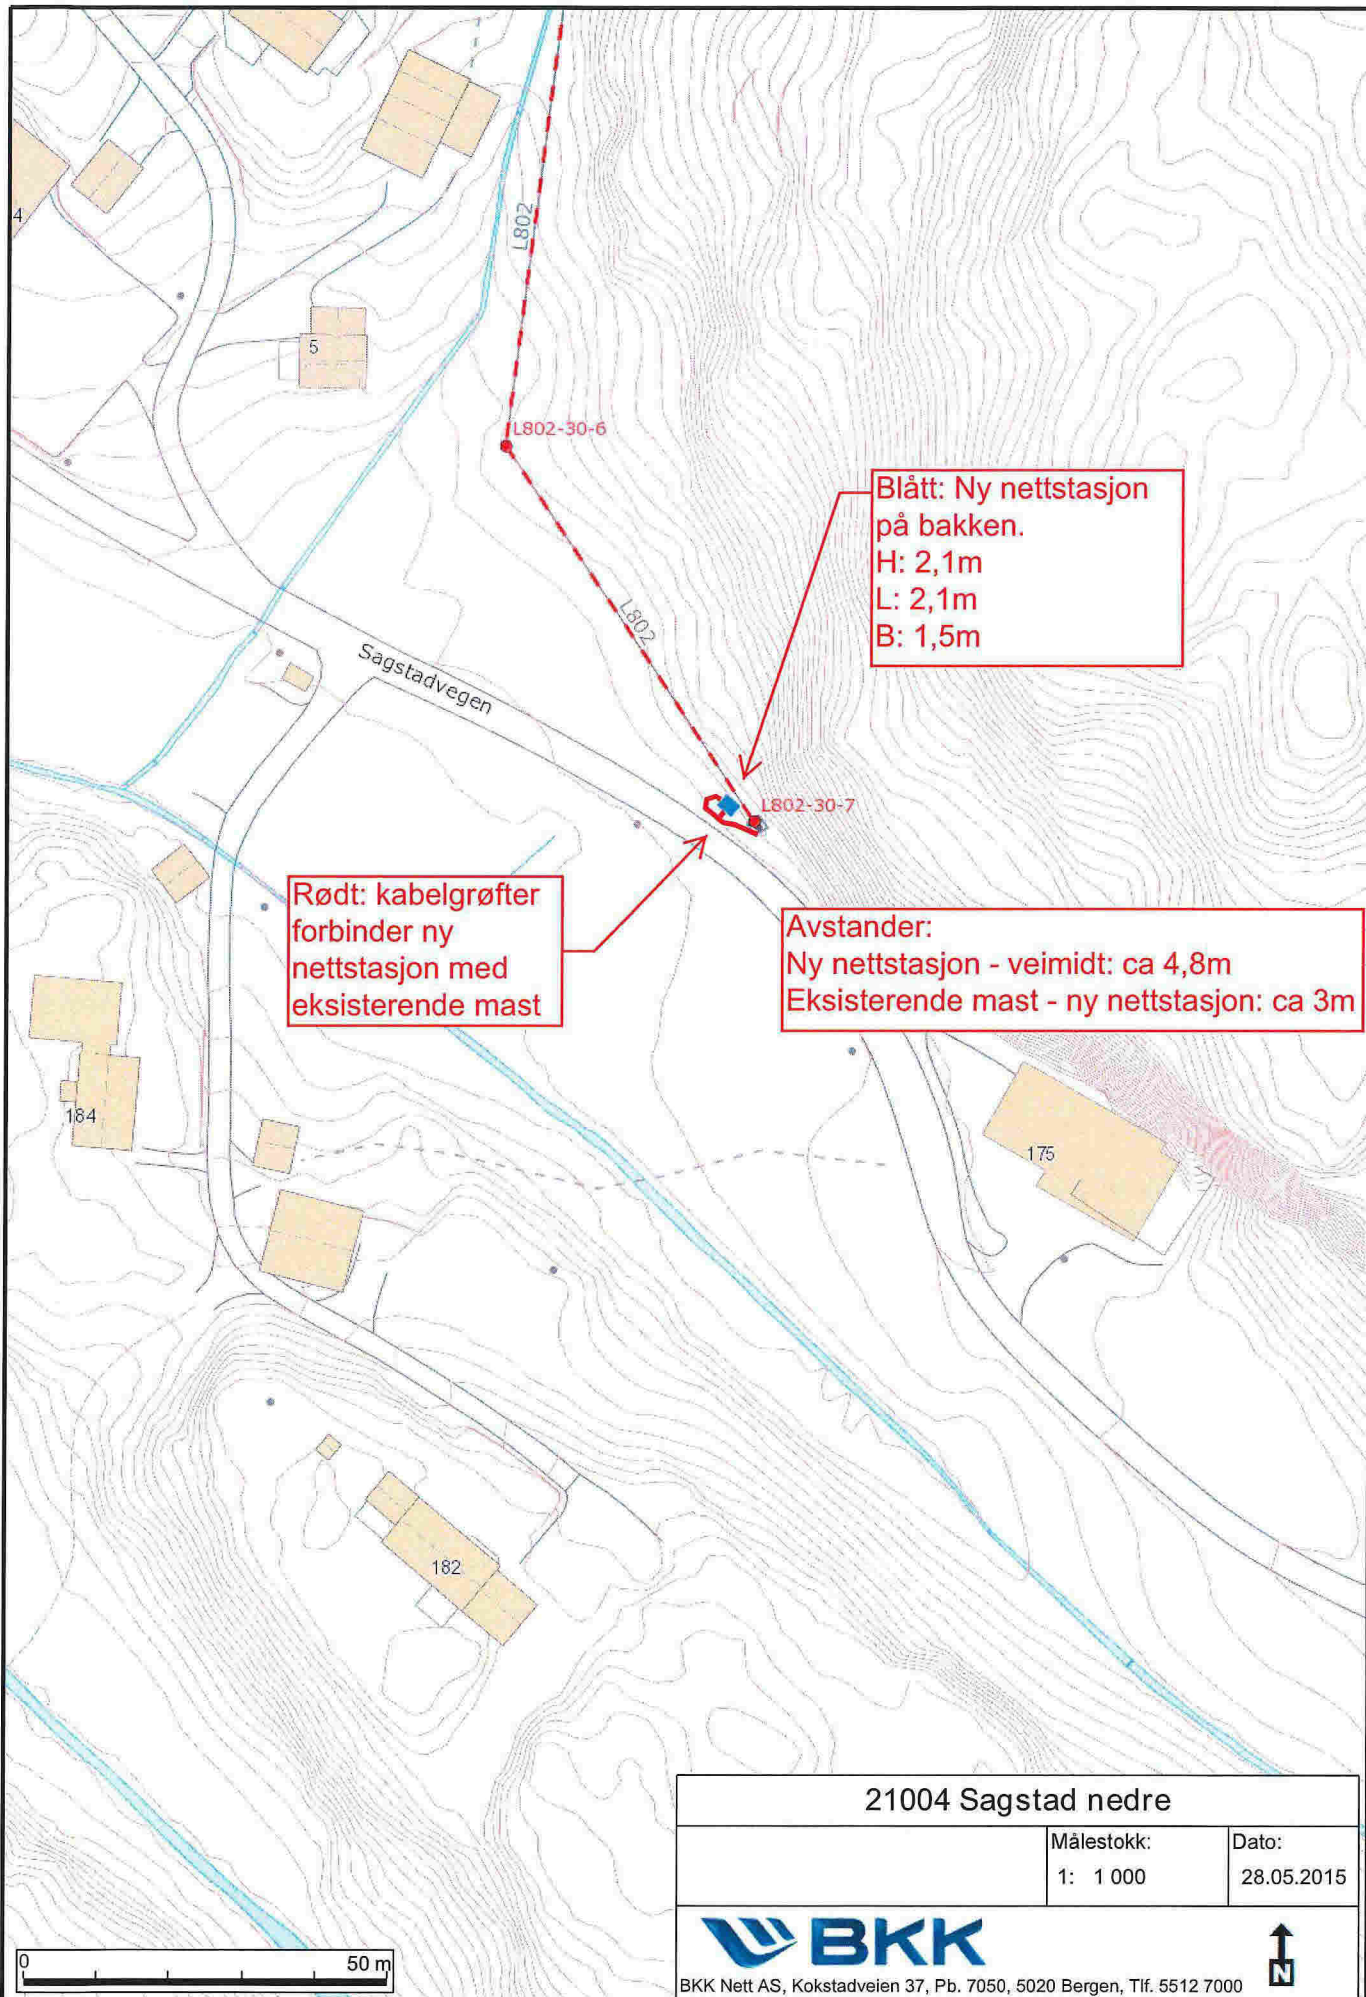 4
L802
5
L802-30-6
Blått: Ny nettstasjon
på bakken.
H: 2,1m
L: 2,1m
B: 1,5m
L802
Sagstadvegen
L802-30-7
Rødt: kabelgrøfter
forbinder ny
nettstasjon med
eksisterende mast
Avstander:
Ny nettstasjon - veimidt: ca 4,8m
Eksisterende mast - ny nettstasjon: ca 3m
184
175
182
21004 Sagstad nedre
Målestokk:
1: 1 000
Dato:
28.05.2015
BKK
N
BKK Nett AS, Kokstadveien 37, Pb. 7050, 5020 Bergen, Tlf. 5512 7000
0 50 m